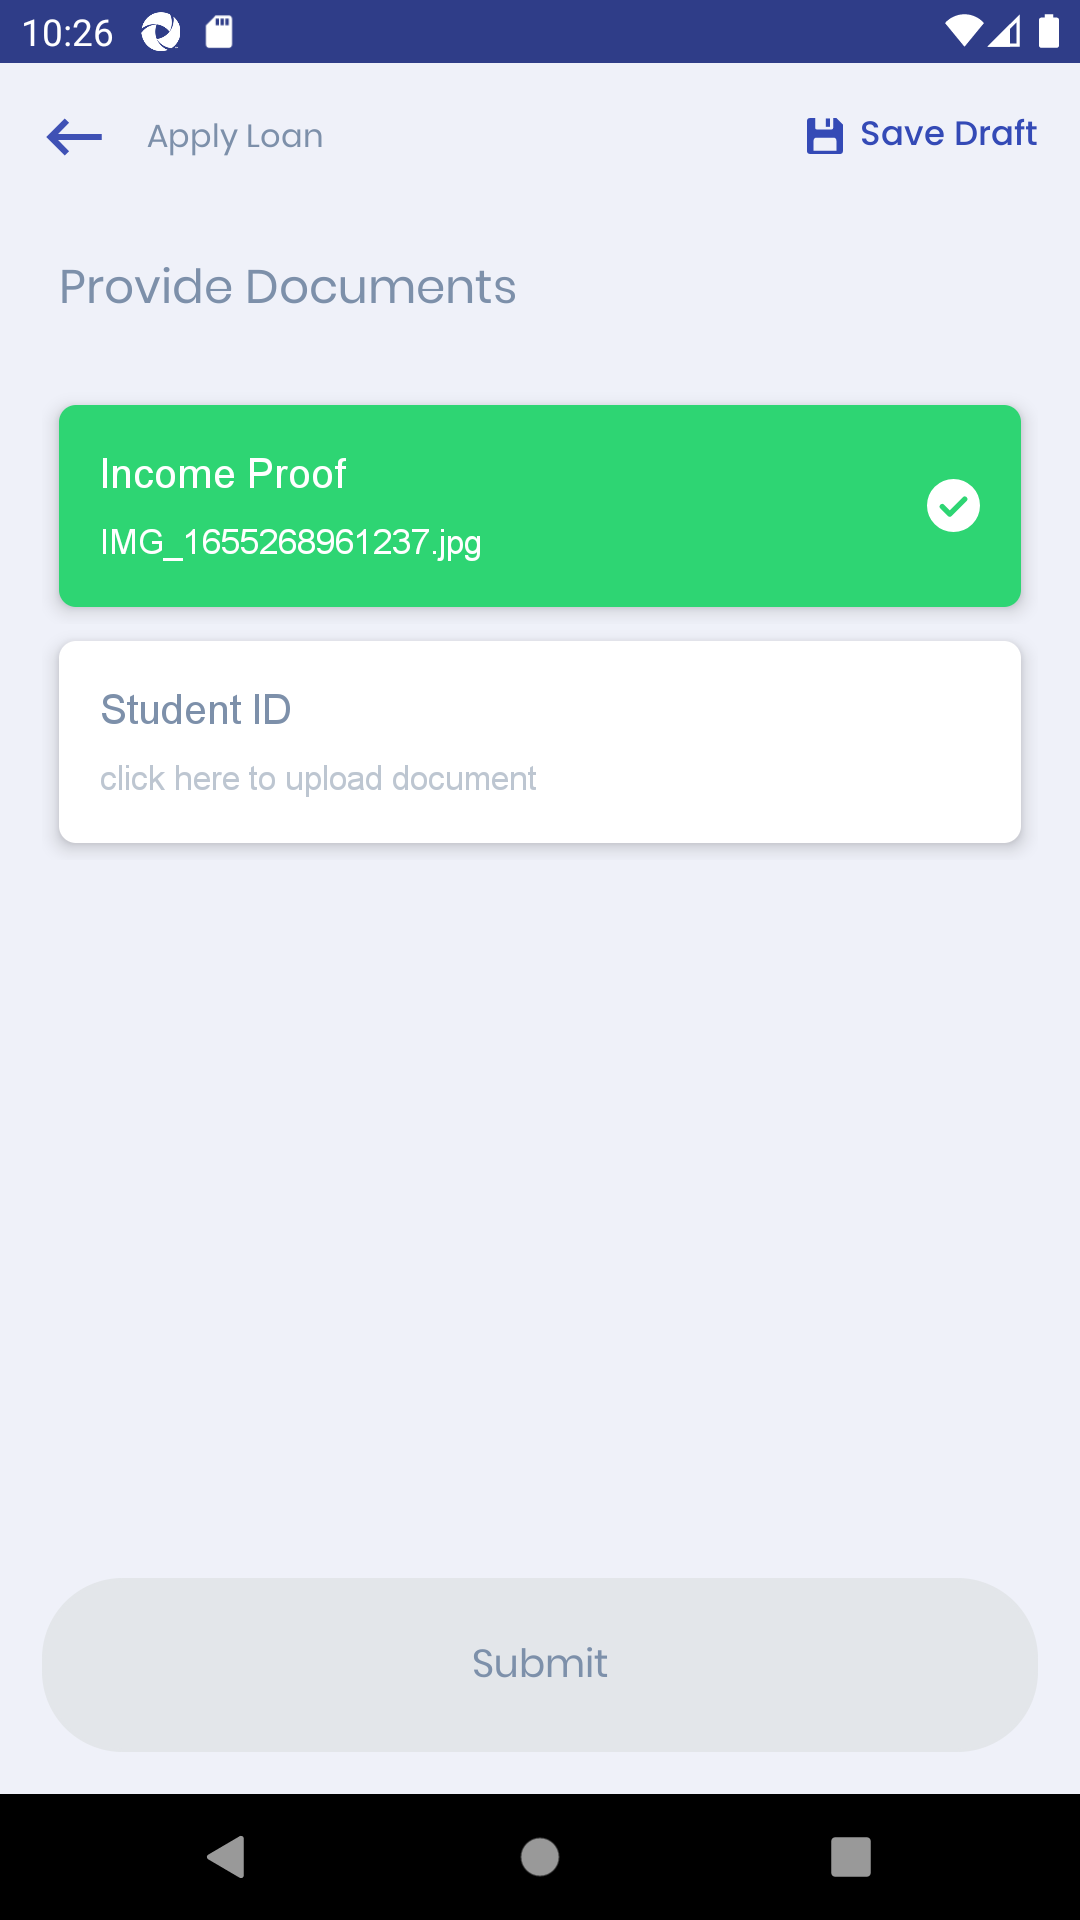 10:26
Apply Loan
Save Draft
Provide Documents
Income Proof
IMG_1655268961237.jpg
Student ID
click here to upload document
Submit